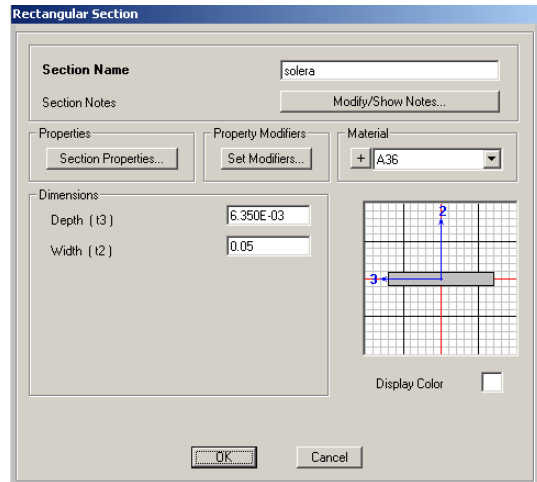 Rectangular Section
Section Name solera
Section Notes Modify/Show Notes...
Properties Property Modifiers Material
Section Properties... Set Modifiers... + A36
Dimensions
Depth ( t3 ) 6.350E-03
Width ( t2 ) 0.05
2
3
Display Color
OK Cancel